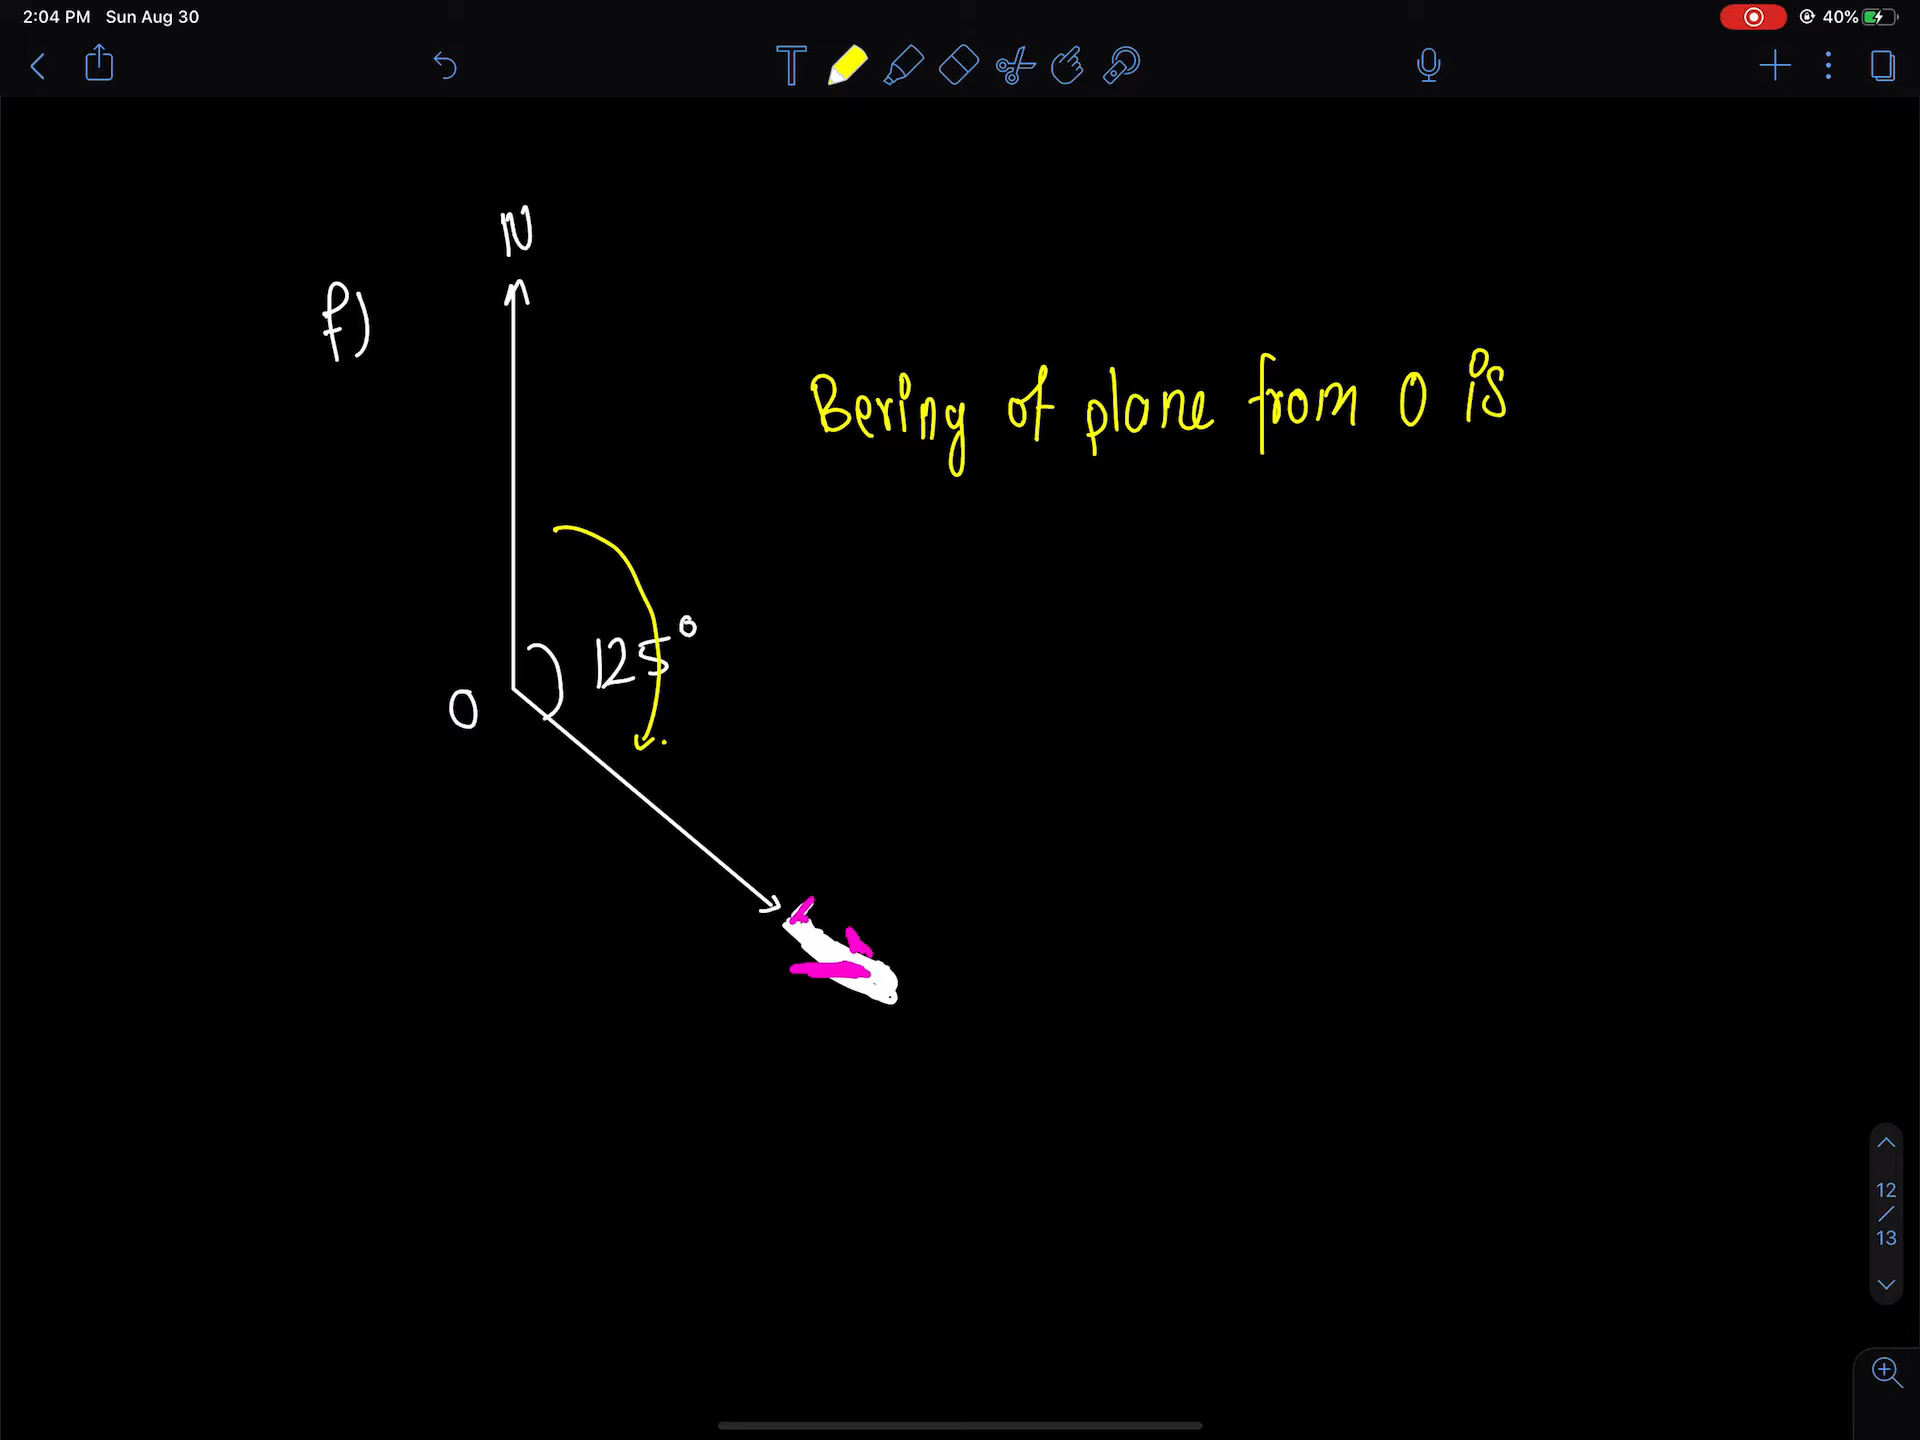 2:04 PM Sun Aug 30
40%
N
f)
Bering of plane from O is
125°
O
12
/
13